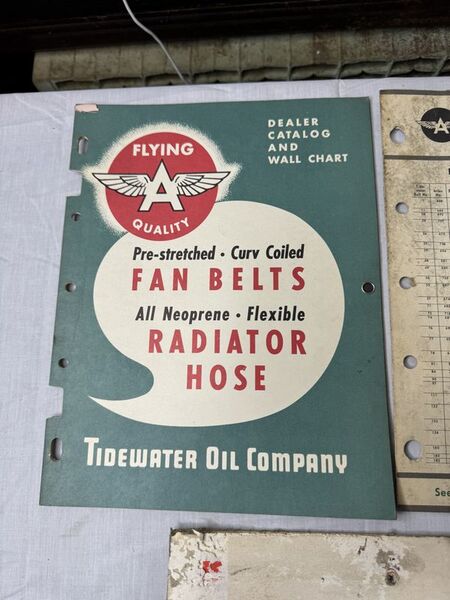 DEALER
CATALOG
AND
WALL CHART
FLYING
A
QUALITY
Pre-stretched · Curv Coiled
FAN BELTS
All Neoprene · Flexible
RADIATOR
HOSE
TIDEWATER OIL COMPANY
A
See